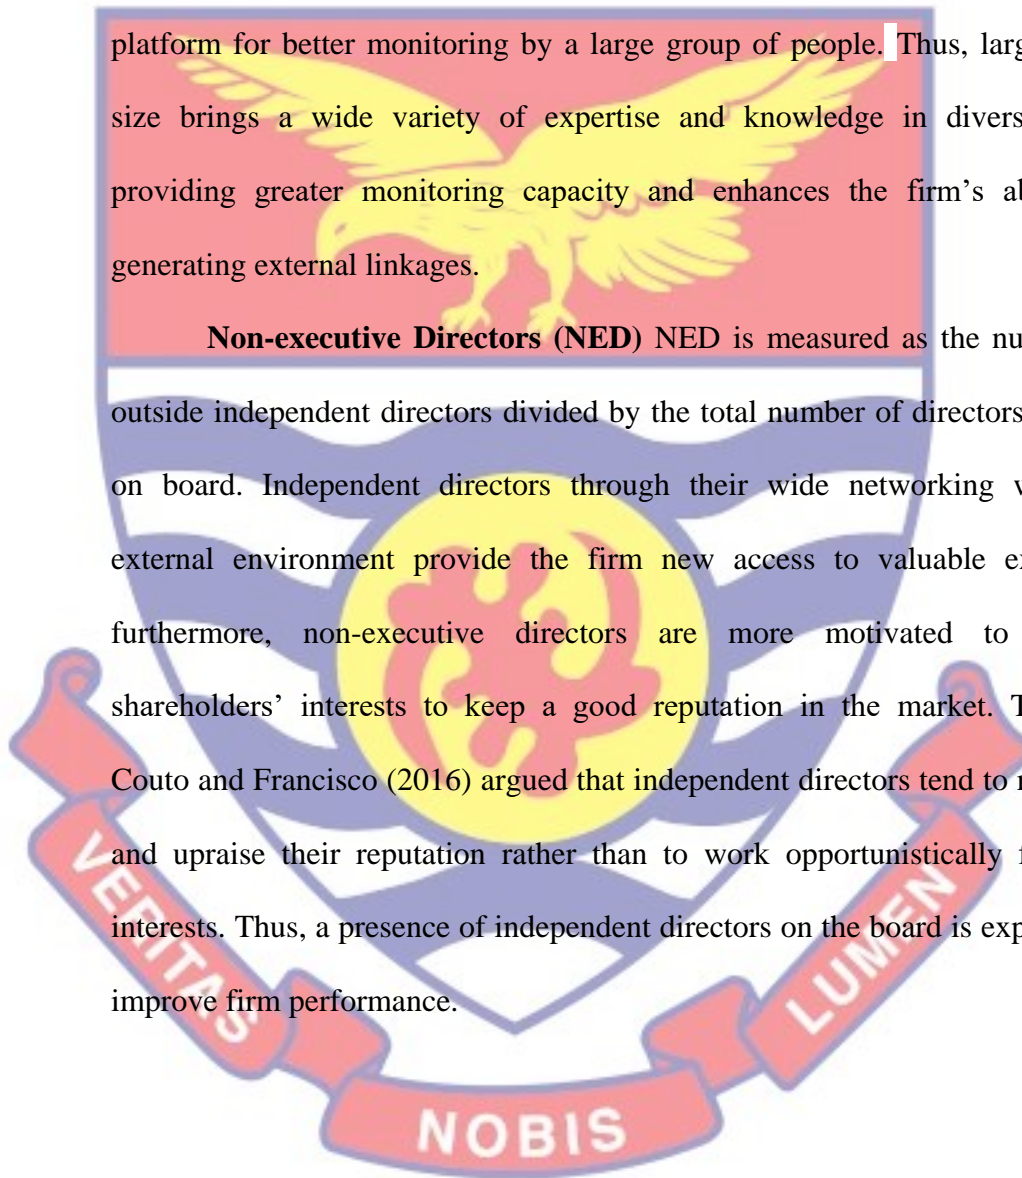 platform for better monitoring by a large group of people. Thus, larg
size brings a wide variety of expertise and knowledge in divers
providing greater monitoring capacity and enhances the firm's al
generating external linkages.
Non-executive Directors (NED) NED is measured as the nu
outside independent directors divided by the total number of directors
on board. Independent directors through their wide networking v
external environment provide the firm new access to valuable ex
furthermore, non-executive directors are more motivated to
shareholders' interests to keep a good reputation in the market. T
Couto and Francisco (2016) argued that independent directors tend to r
and upraise their reputation rather than to work opportunistically f
interests. Thus, a presence of independent directors on the board is exp
improve firm performance.
VERITAS
NOBIS
LUMEN